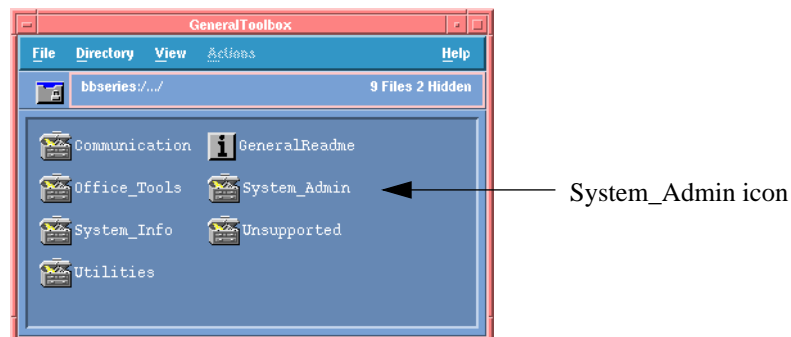 GeneralToolbox
File Directory View Actions Help
bbseries:/.../ 9 Files 2 Hidden
Communication GeneralReadme
Office_Tools System_Admin System_Admin icon
System_Info Unsupported
Utilities